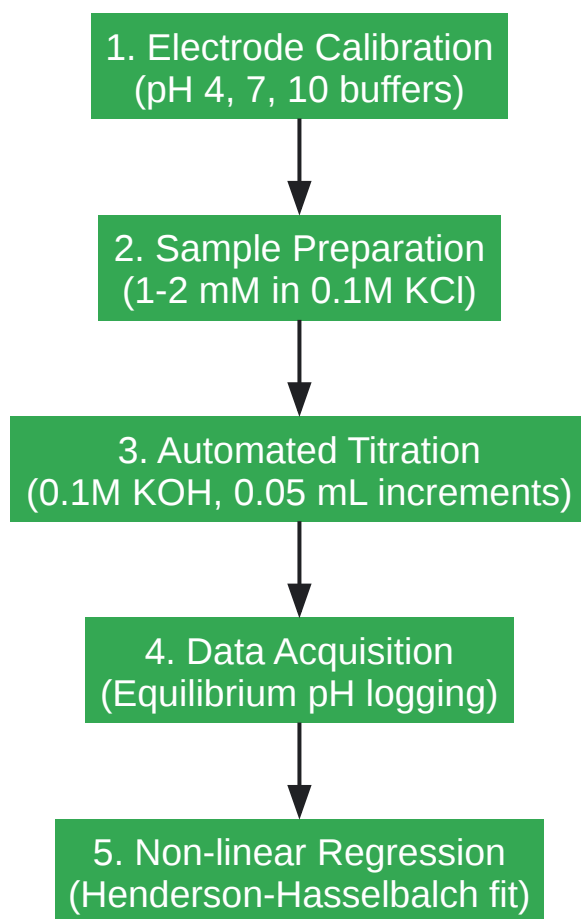 1. Electrode Calibration
(pH 4, 7, 10 buffers)
2. Sample Preparation
(1-2 mM in 0.1M KCl)
3. Automated Titration
(0.1M KOH, 0.05 mL increments)
4. Data Acquisition
(Equilibrium pH logging)
5. Non-linear Regression
(Henderson-Hasselbalch fit)